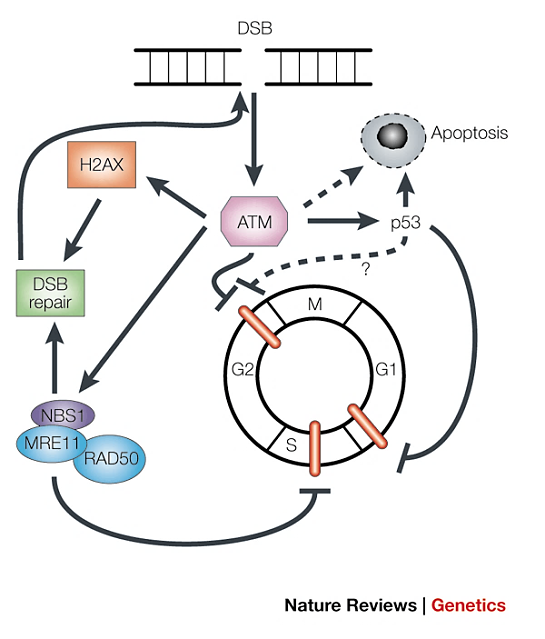 DSB
Apoptosis
H2AX
ATM
p53
?
DSB
repair
M
G2
G1
S
NBS1
MRE11
RAD50
Nature Reviews | Genetics